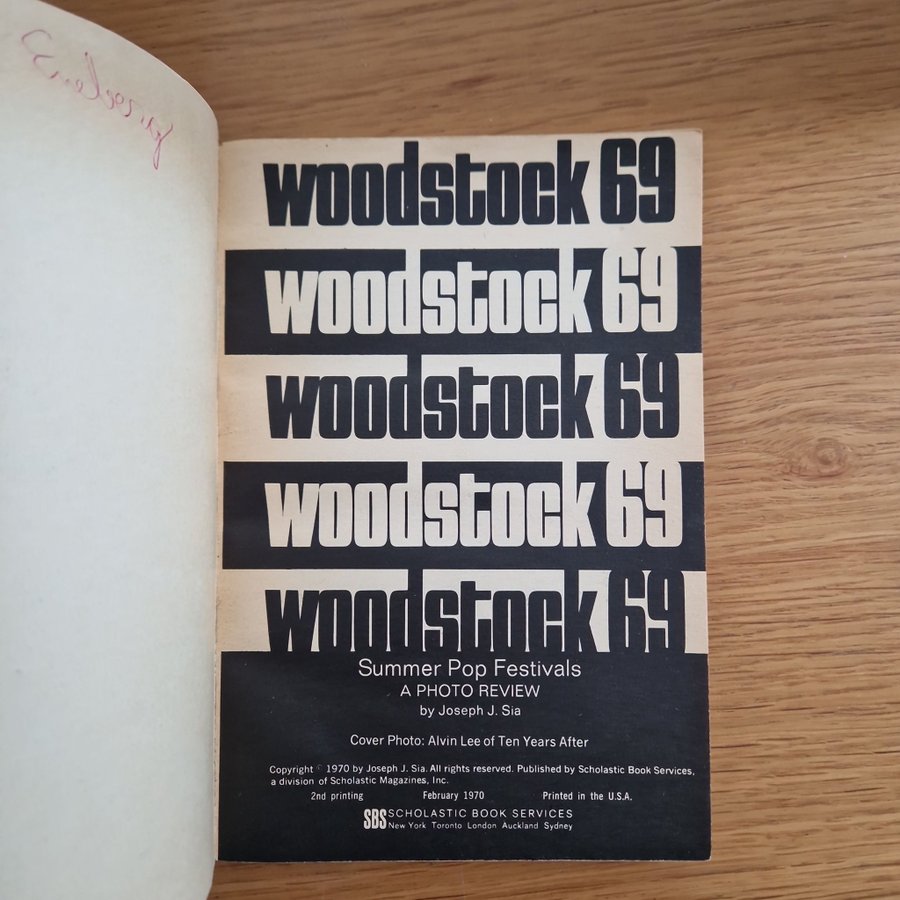 woodstock 69
woodstock 69
woodstock 69
woodstock 69
woodstock 69
Summer Pop Festivals
A PHOTO REVIEW
by Joseph J. Sia
Cover Photo: Alvin Lee of Ten Years After
Copyright © 1970 by Joseph J. Sia. All rights reserved. Published by Scholastic Book Services,
a division of Scholastic Magazines, Inc.
2nd printing February 1970 Printed in the U.S.A.
SBS SCHOLASTIC BOOK SERVICES
New York Toronto London Auckland Sydney